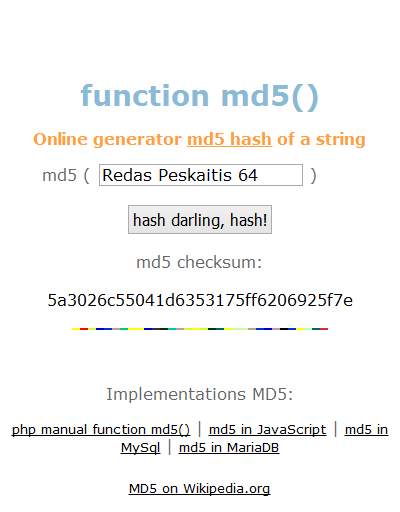 function md5()
Online generator md5 hash of a string
md5 ( Redas Peskaitis 64 )
hash darling, hash!
md5 checksum:
5a3026c55041d6353175ff6206925f7e
Implementations MD5:
php manual function md5() | md5 in JavaScript | md5 in
MySql | md5 in MariaDB
MD5 on Wikipedia.org